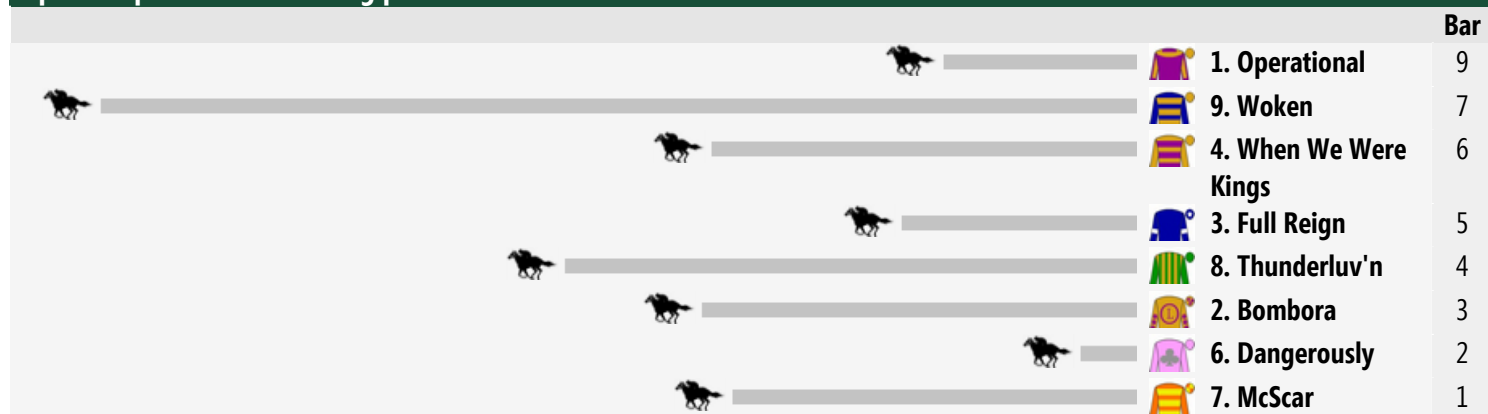 Bar
1. Operational 9
9. Woken 7
4. When We Were 6
Kings
3. Full Reign 5
8. Thunderluv'n 4
2. Bombora 3
6. Dangerously 2
7. McScar 1